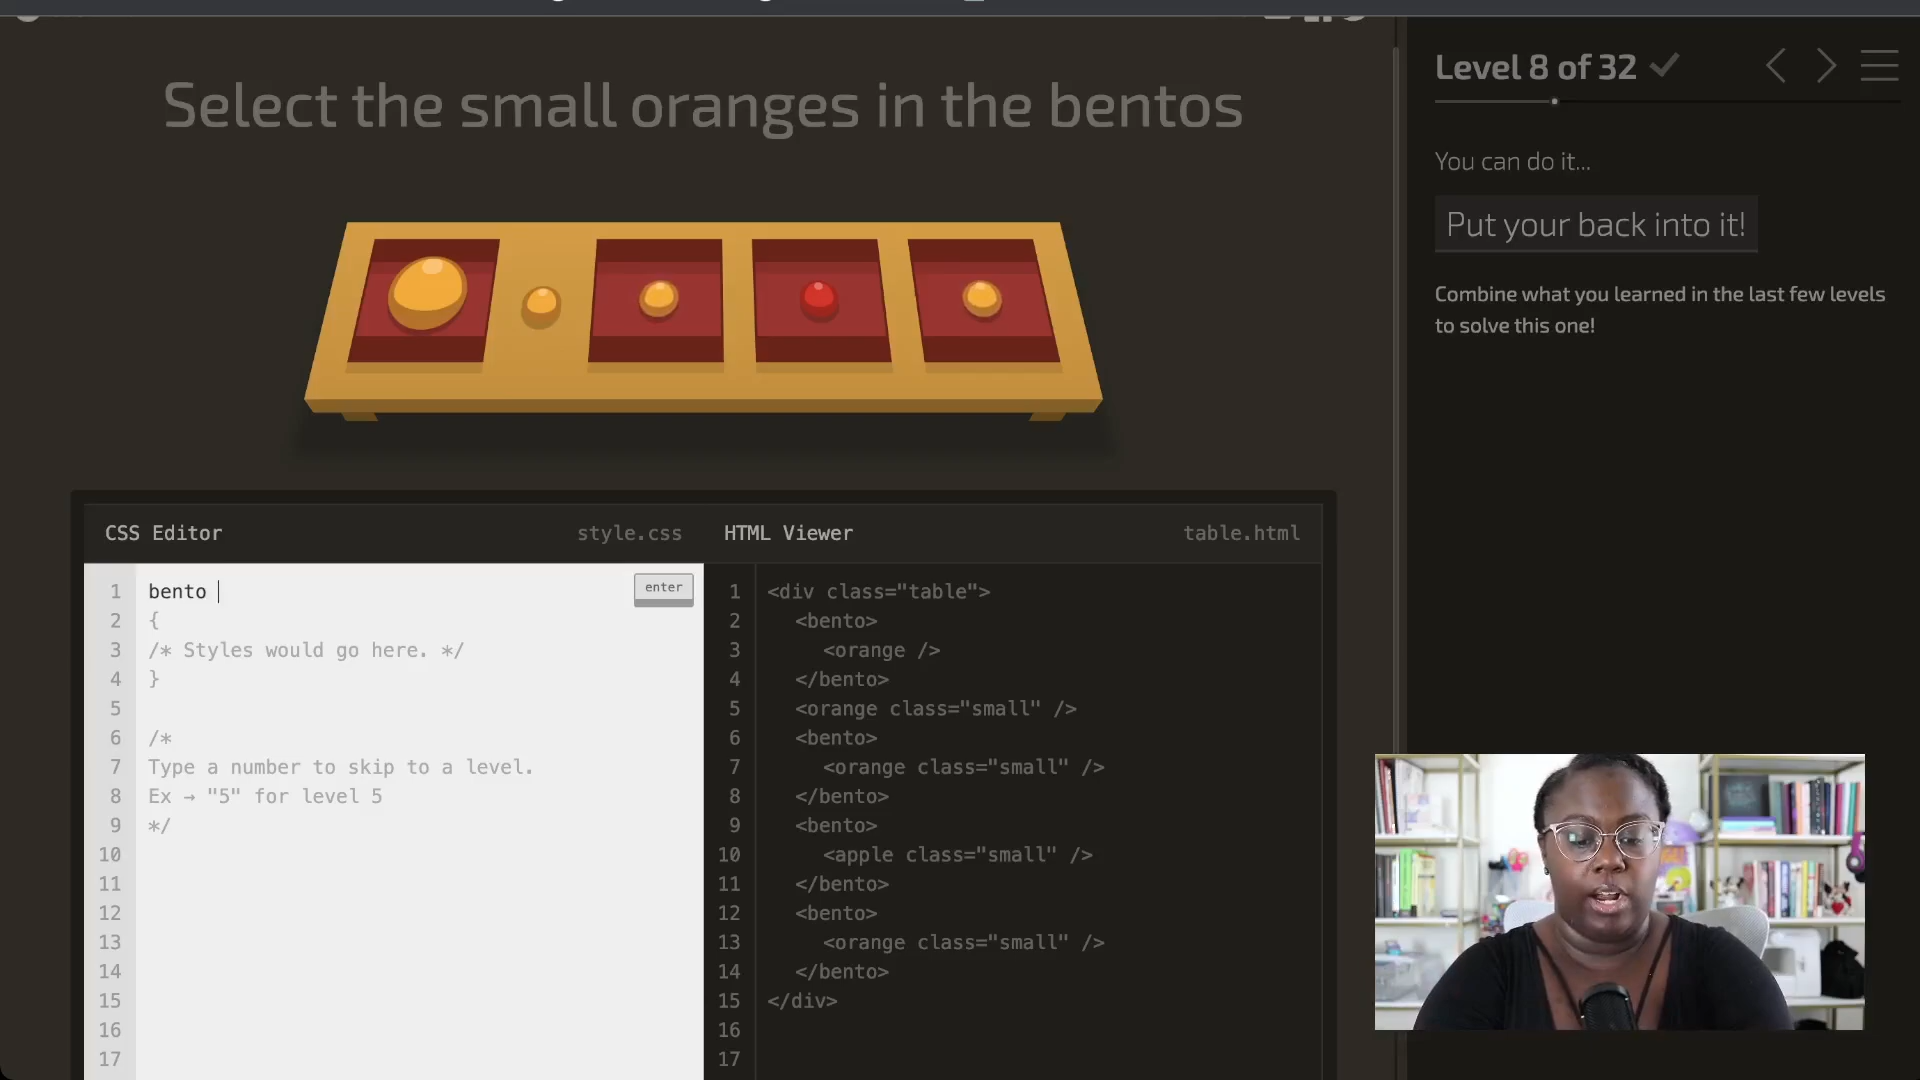 Level 8 of 32
Select the small oranges in the bentos
You can do it...
Put your back into it!
Combine what you learned in the last few levels
to solve this one!
CSS Editor style.css
HTML Viewer table.html
enter
1 bento
2 {
3 /* Styles would go here. */
4 }
5
6 /*
7 Type a number to skip to a level.
8 Ex → "5" for level 5
9 */
10
11
12
13
14
15
16
17
1 <div class="table">
2 <bento>
3 <orange />
4 </bento>
5 <orange class="small" />
6 <bento>
7 <orange class="small" />
8 </bento>
9 <bento>
10 <apple class="small" />
11 </bento>
12 <bento>
13 <orange class="small" />
14 </bento>
15 </div>
16
17